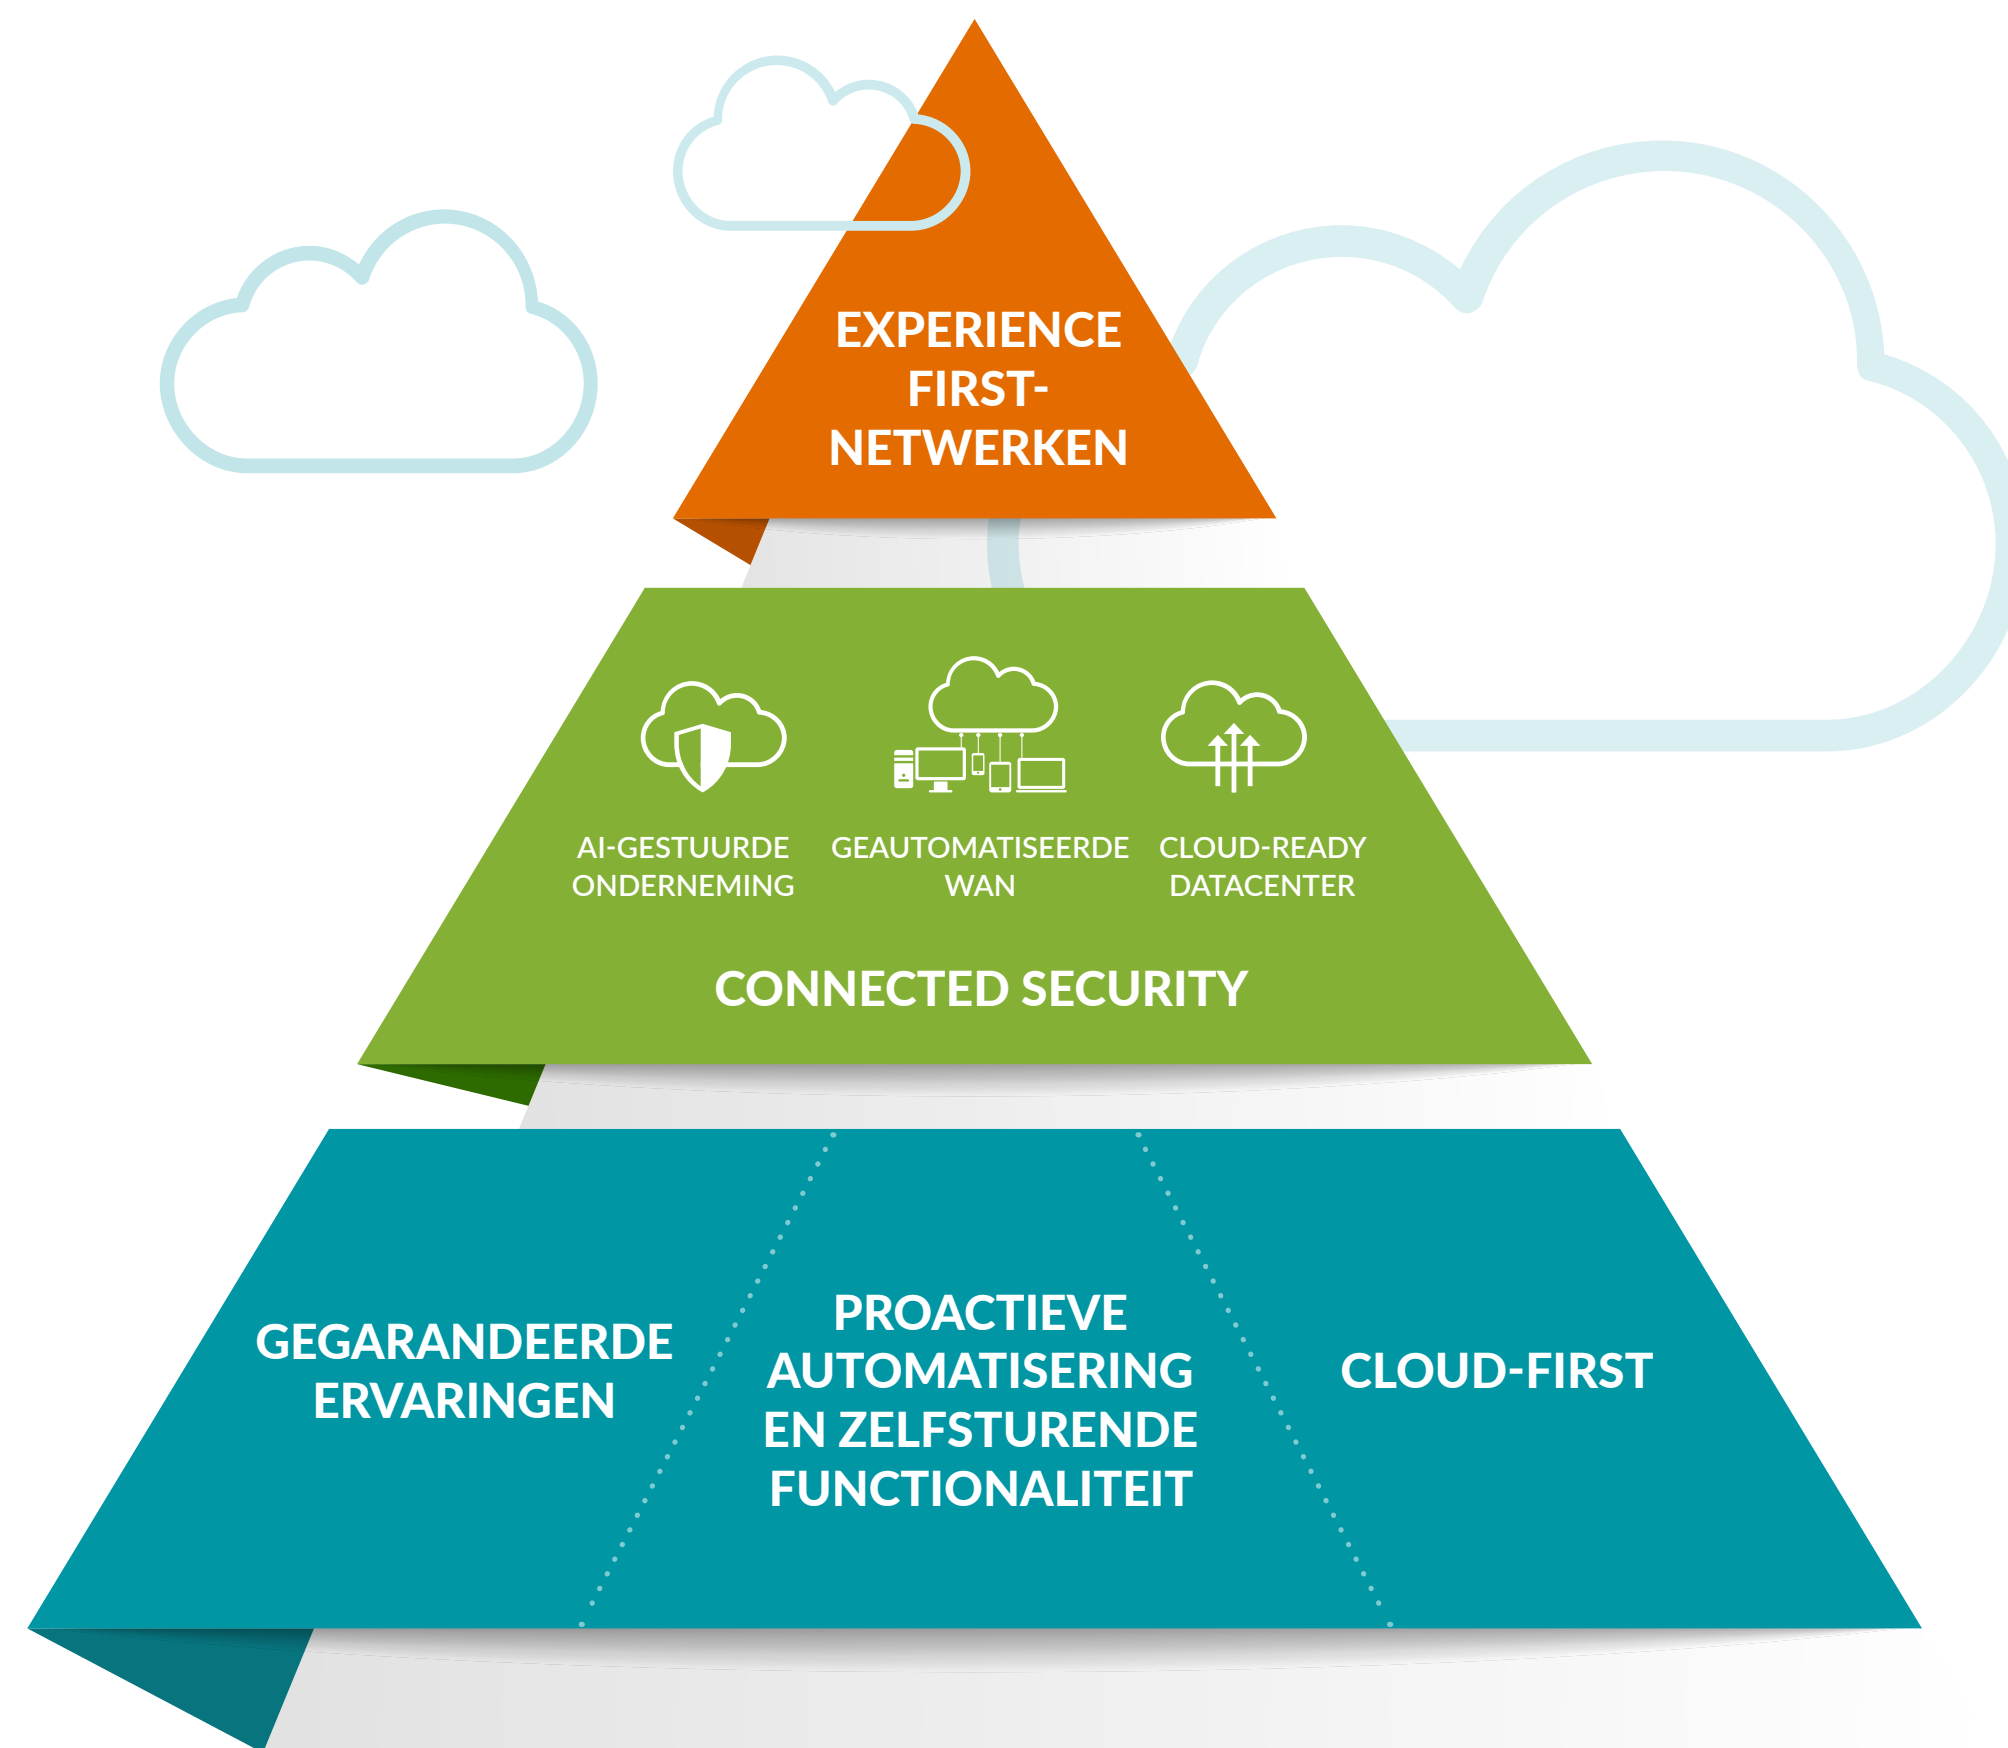 EXPERIENCE
FIRST-
NETWERKEN
AI-GESTUURDE
ONDERNEMING
GEAUTOMATISEERDE
WAN
CLOUD-READY
DATACENTER
CONNECTED SECURITY
GEGARANDEERDE
ERVARINGEN
PROACTIEVE
AUTOMATISERING
EN ZELFSTURENDE
FUNCTIONALITEIT
CLOUD-FIRST